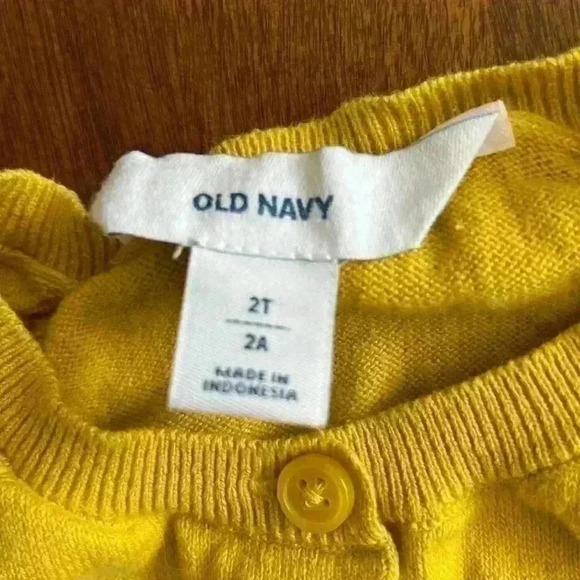 OLD NAVY
2T
2A
MADE IN
INDONESIA